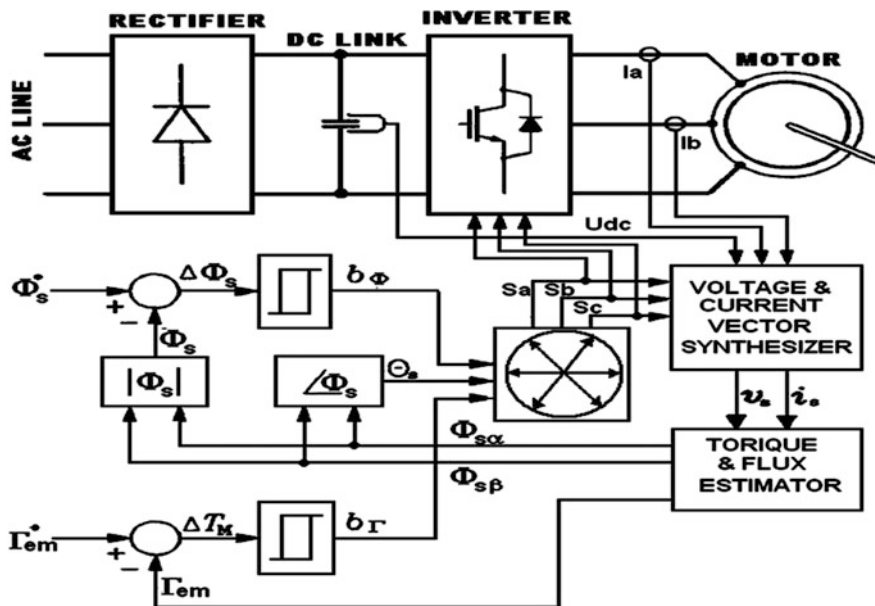 RECTIFIER
DC LINK
INVERTER
MOTOR
AC LINE
Ia
Ib
Udc
Φs*
+
−
ΔΦs
bΦ
Φs
|Φs|
∠Φs
Θs
Sa
Sb
Sc
VOLTAGE &
CURRENT
VECTOR
SYNTHESIZER
vs
is
Φsα
Φsβ
TORIQUE
& FLUX
ESTIMATOR
Γem*
+
−
ΔTM
bΓ
Γem